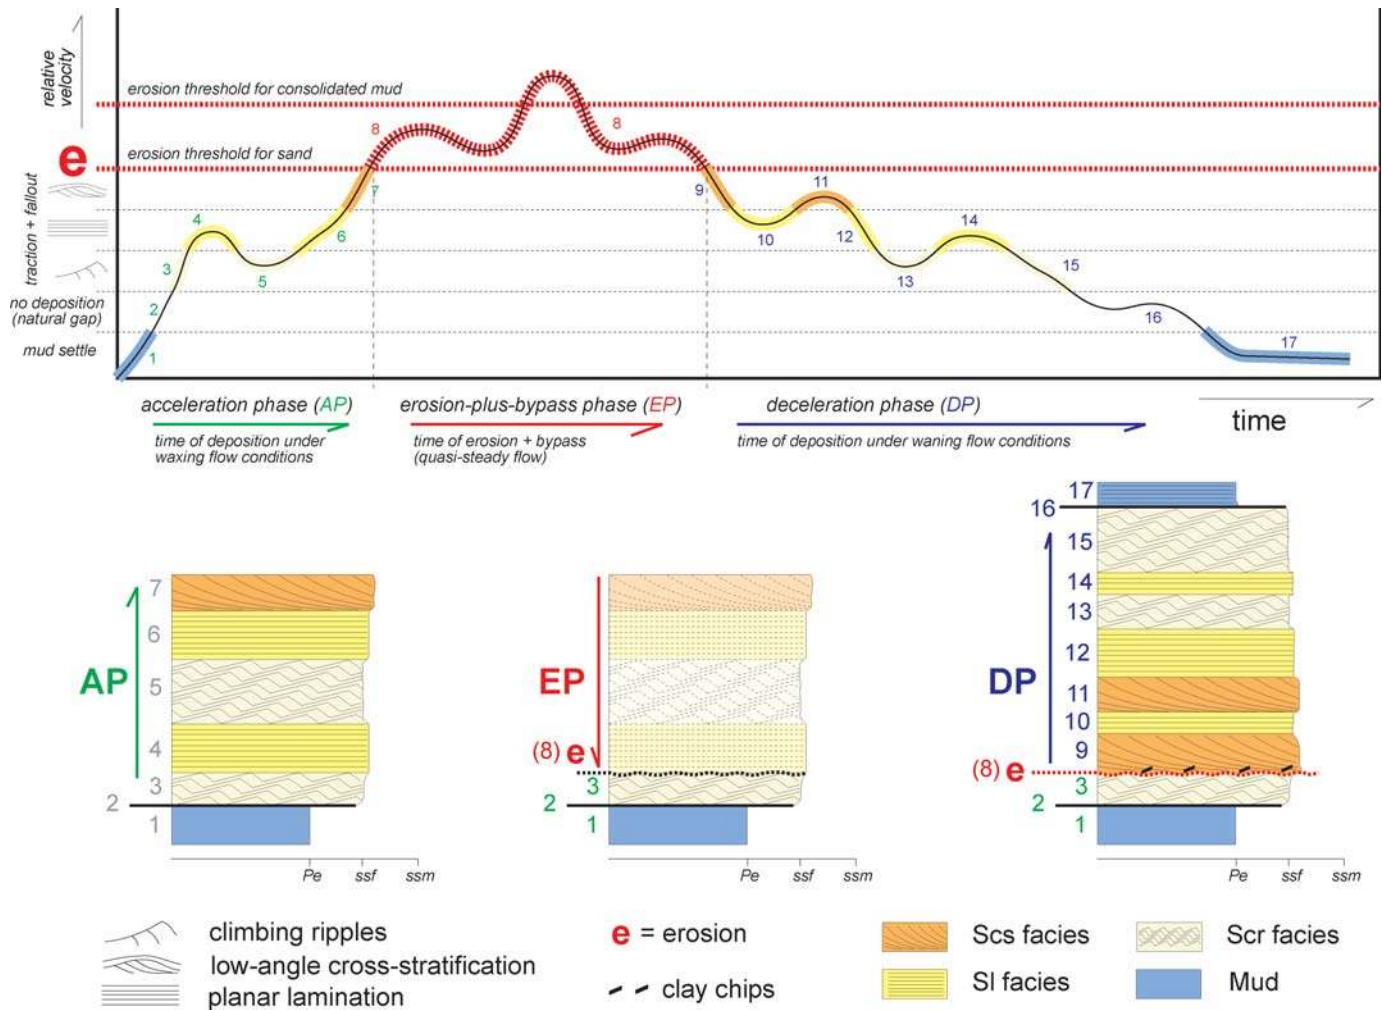 relative
velocity
erosion threshold for consolidated mud
8
8
erosion threshold for sand
e
7
9
11
traction + fallout
4
6
10
12
14
3
5
13
15
no deposition
(natural gap)
2
16
mud settle
1
17
acceleration phase (AP)
erosion-plus-bypass phase (EP)
deceleration phase (DP)
time
time of deposition under
waxing flow conditions
time of erosion + bypass
(quasi-steady flow)
time of deposition under waning flow conditions
AP
7
6
5
4
3
2
1
Pe ssf ssm
EP
(8) e
3
2
1
Pe ssf ssm
DP
17
16
15
14
13
12
11
10
9
(8) e
3
2
1
Pe ssf ssm
climbing ripples
low-angle cross-stratification
planar lamination
e = erosion
clay chips
Scs facies
Sl facies
Scr facies
Mud